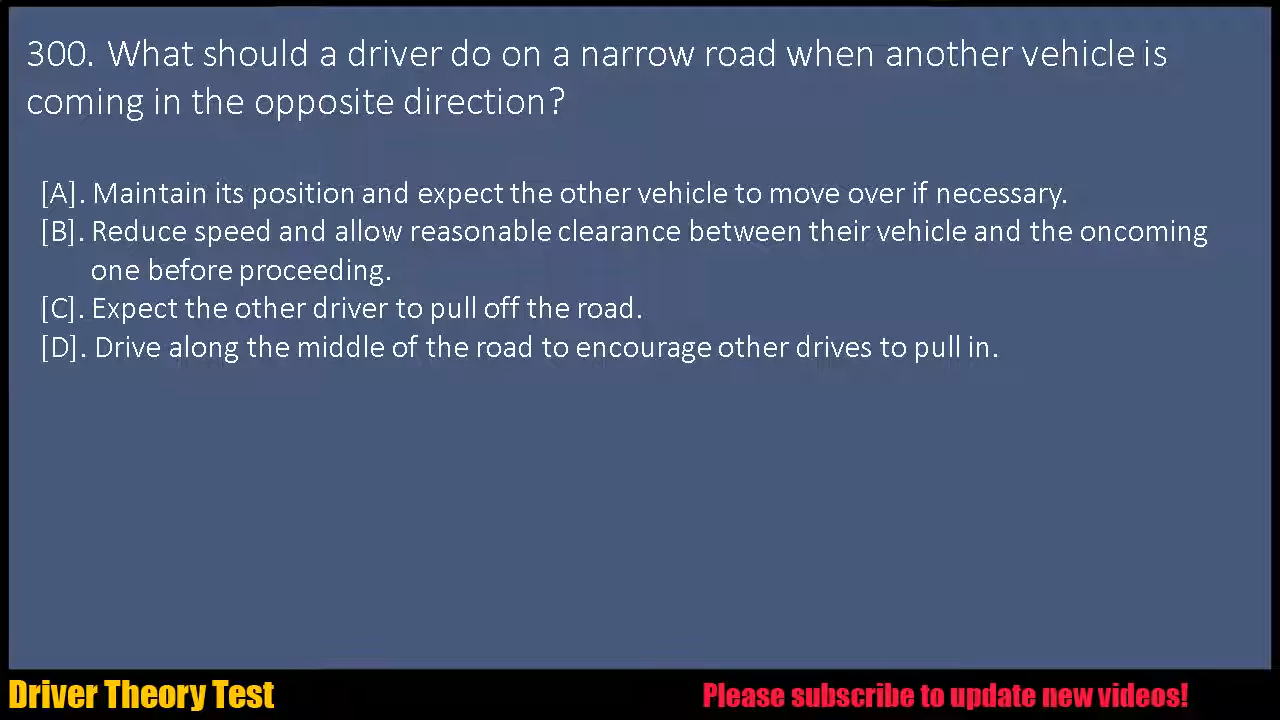 300. What should a driver do on a narrow road when another vehicle is
coming in the opposite direction?
[A]. Maintain its position and expect the other vehicle to move over if necessary.
[B]. Reduce speed and allow reasonable clearance between their vehicle and the oncoming
one before proceeding.
[C]. Expect the other driver to pull off the road.
[D]. Drive along the middle of the road to encourage other drives to pull in.
Driver Theory Test
Please subscribe to update new videos!